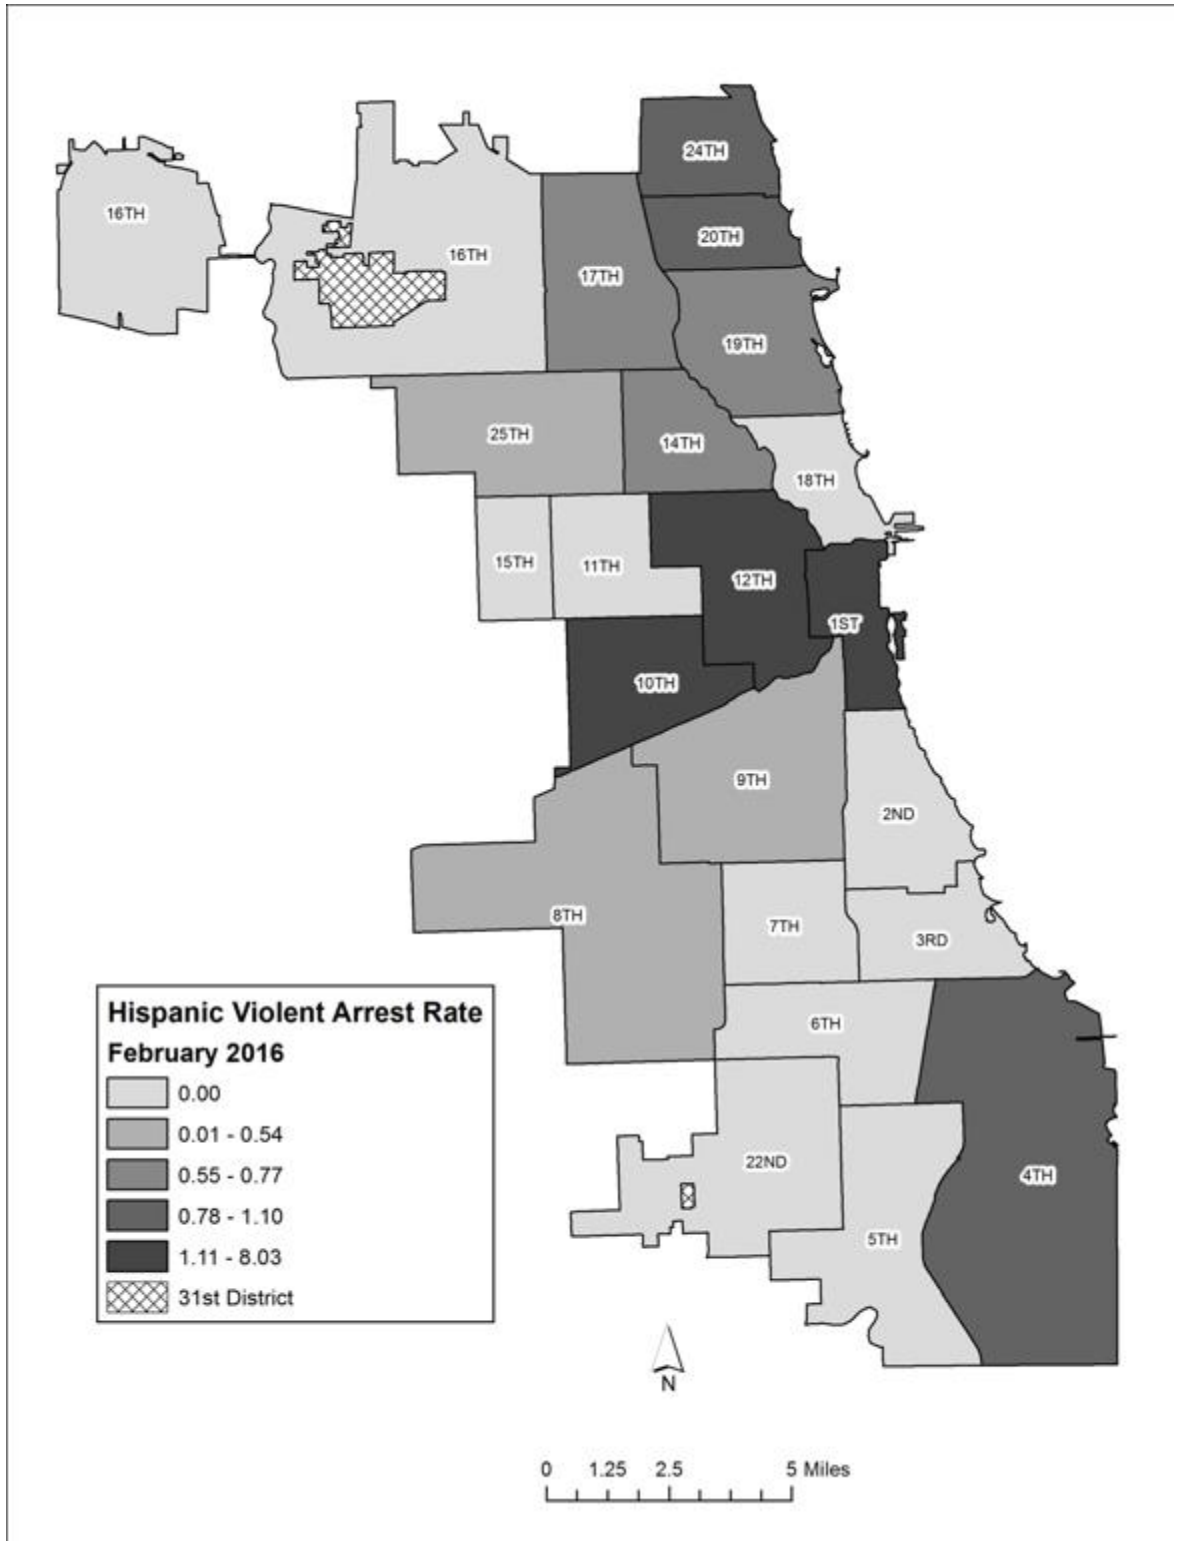 24TH
16TH
20TH
16TH
17TH
19TH
25TH
14TH
18TH
15TH
11TH
12TH
1ST
10TH
9TH
2ND
8TH
7TH
3RD
6TH
22ND
4TH
5TH
Hispanic Violent Arrest Rate
February 2016
0.00
0.01 - 0.54
0.55 - 0.77
0.78 - 1.10
1.11 - 8.03
31st District
N
0 1.25 2.5 5 Miles